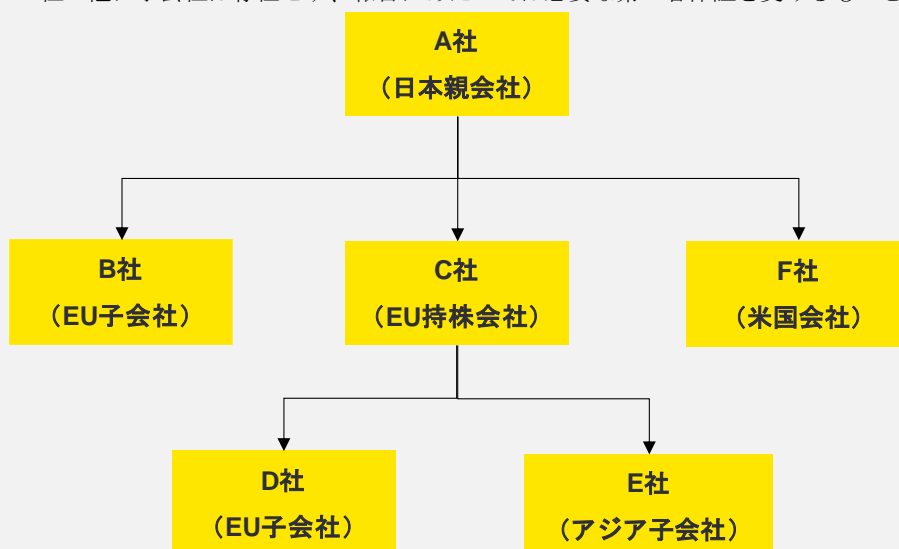 A社
（日本親会社）
B社
（EU子会社）
C社
（EU持株会社）
F社
（米国会社）
D社
（EU子会社）
E社
（アジア子会社）